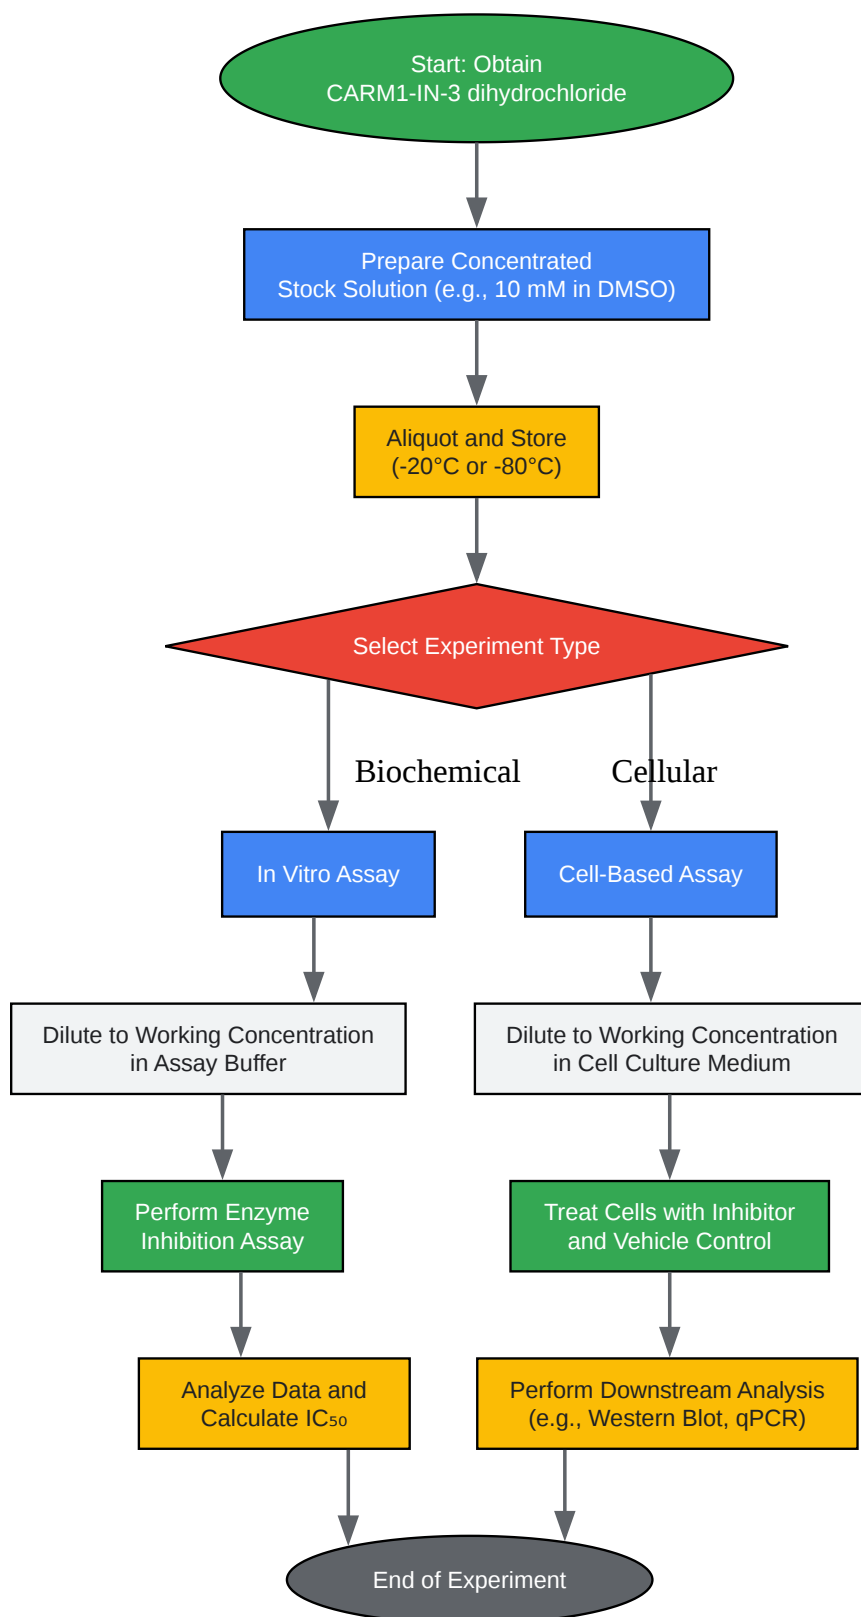 Start: Obtain
CARM1-IN-3 dihydrochloride
Prepare Concentrated
Stock Solution (e.g., 10 mM in DMSO)
Aliquot and Store
(-20°C or -80°C)
Select Experiment Type
Biochemical
Cellular
In Vitro Assay
Cell-Based Assay
Dilute to Working Concentration
in Assay Buffer
Dilute to Working Concentration
in Cell Culture Medium
Perform Enzyme
Inhibition Assay
Treat Cells with Inhibitor
and Vehicle Control
Analyze Data and
Calculate IC₅₀
Perform Downstream Analysis
(e.g., Western Blot, qPCR)
End of Experiment